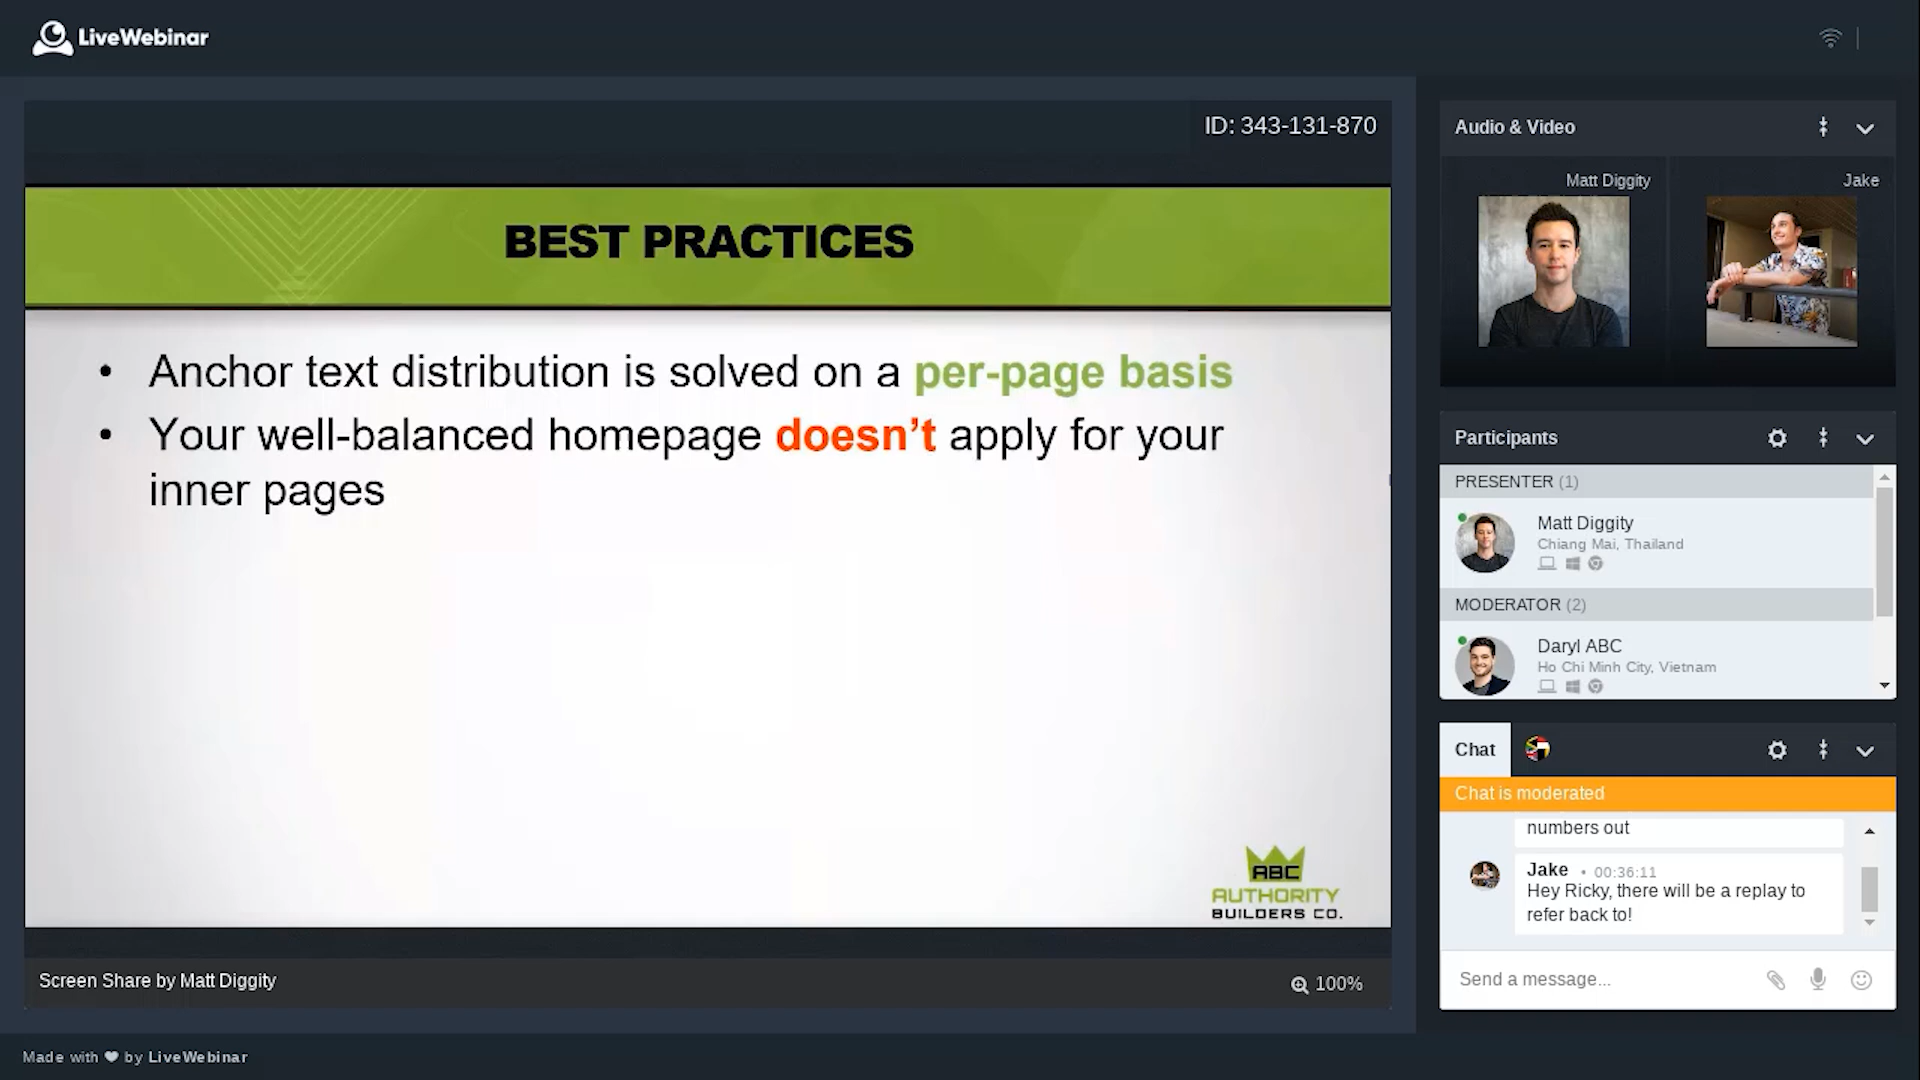 LiveWebinar
ID: 343-131-870
BEST PRACTICES
• Anchor text distribution is solved on a per-page basis
• Your well-balanced homepage doesn’t apply for your
inner pages
ABC
AUTHORITY
BUILDERS CO.
Screen Share by Matt Diggity
100%
Made with ❤ by LiveWebinar
Audio & Video
Matt Diggity
Jake
Participants
PRESENTER (1)
Matt Diggity
Chiang Mai, Thailand
MODERATOR (2)
Daryl ABC
Ho Chi Minh City, Vietnam
Chat
Chat is moderated
numbers out
Jake • 00:36:11
Hey Ricky, there will be a replay to
refer back to!
Send a message...